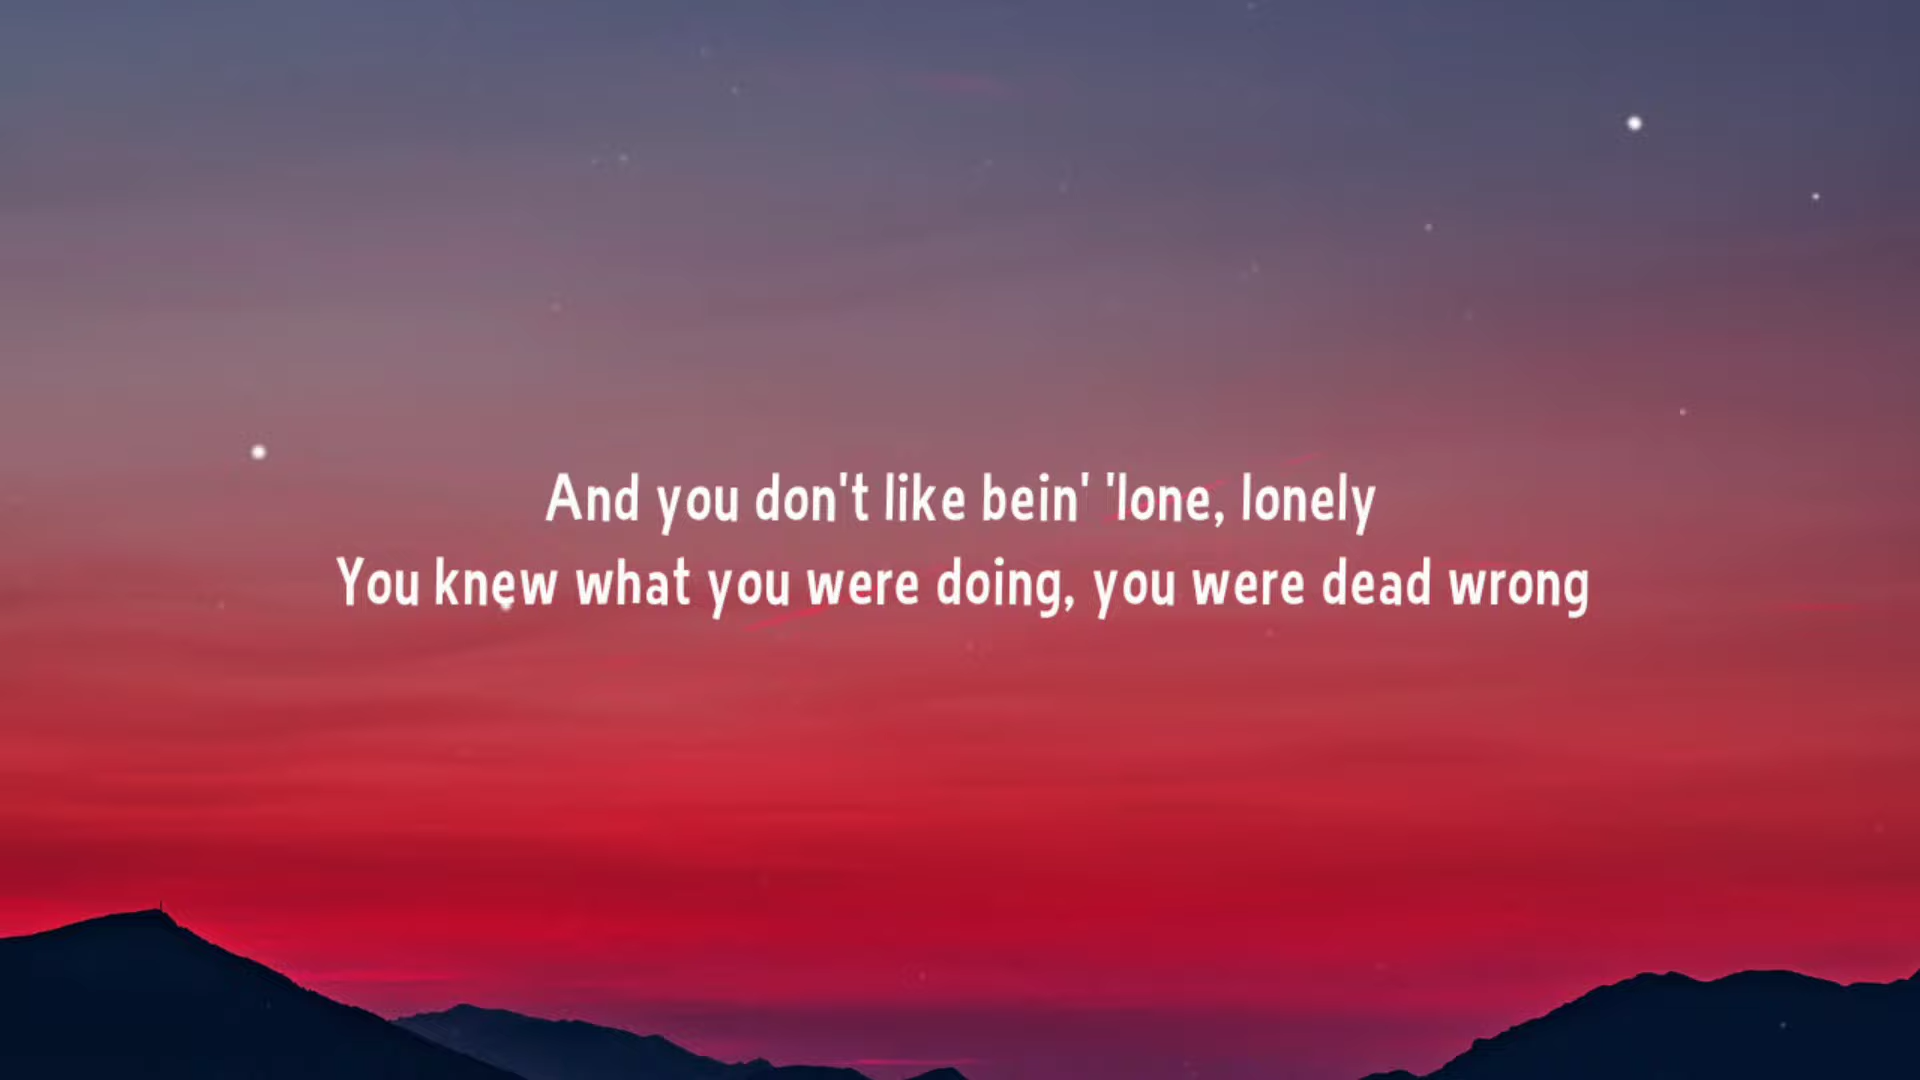 And you don't like bein' 'lone, lonely
You knew what you were doing, you were dead wrong